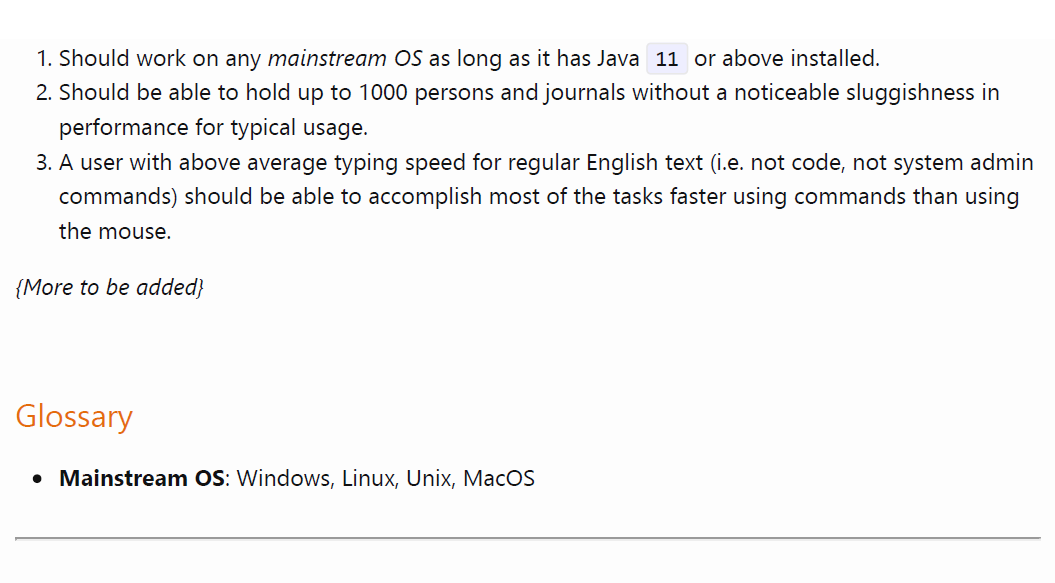 1. Should work on any mainstream OS as long as it has Java 11 or above installed.
2. Should be able to hold up to 1000 persons and journals without a noticeable sluggishness in
performance for typical usage.
3. A user with above average typing speed for regular English text (i.e. not code, not system admin
commands) should be able to accomplish most of the tasks faster using commands than using
the mouse.
{More to be added}
Glossary
• Mainstream OS: Windows, Linux, Unix, MacOS